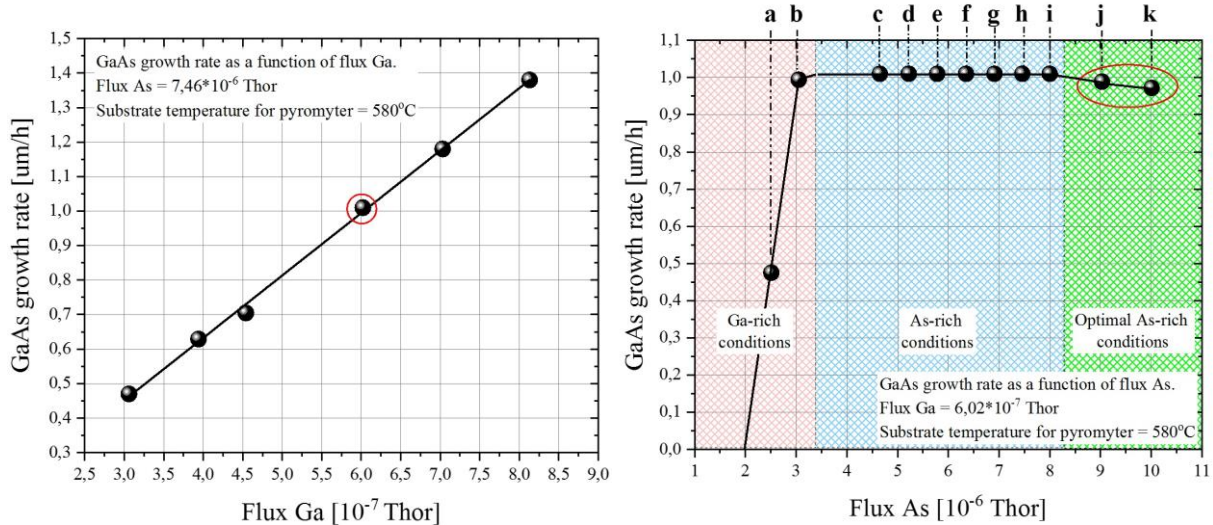 1,5
1,4
1,3
1,2
1,1
1,0
0,9
0,8
0,7
0,6
0,5
0,4
0,3
GaAs growth rate [um/h]
GaAs growth rate as a function of flux Ga.
Flux As = 7,46*10⁻⁶ Thor
Substrate temperature for pyromyter = 580°C
2,5 3,0 3,5 4,0 4,5 5,0 5,5 6,0 6,5 7,0 7,5 8,0 8,5 9,0
Flux Ga [10⁻⁷ Thor]
a b c d e f g h i j k
1,1
1,0
0,9
0,8
0,7
0,6
0,5
0,4
0,3
0,2
0,1
0,0
GaAs growth rate [um/h]
Ga-rich
conditions
As-rich
conditions
Optimal As-rich
conditions
GaAs growth rate as a function of flux As.
Flux Ga = 6,02*10⁻⁷ Thor
Substrate temperature for pyromyter = 580°C
1 2 3 4 5 6 7 8 9 10 11
Flux As [10⁻⁶ Thor]